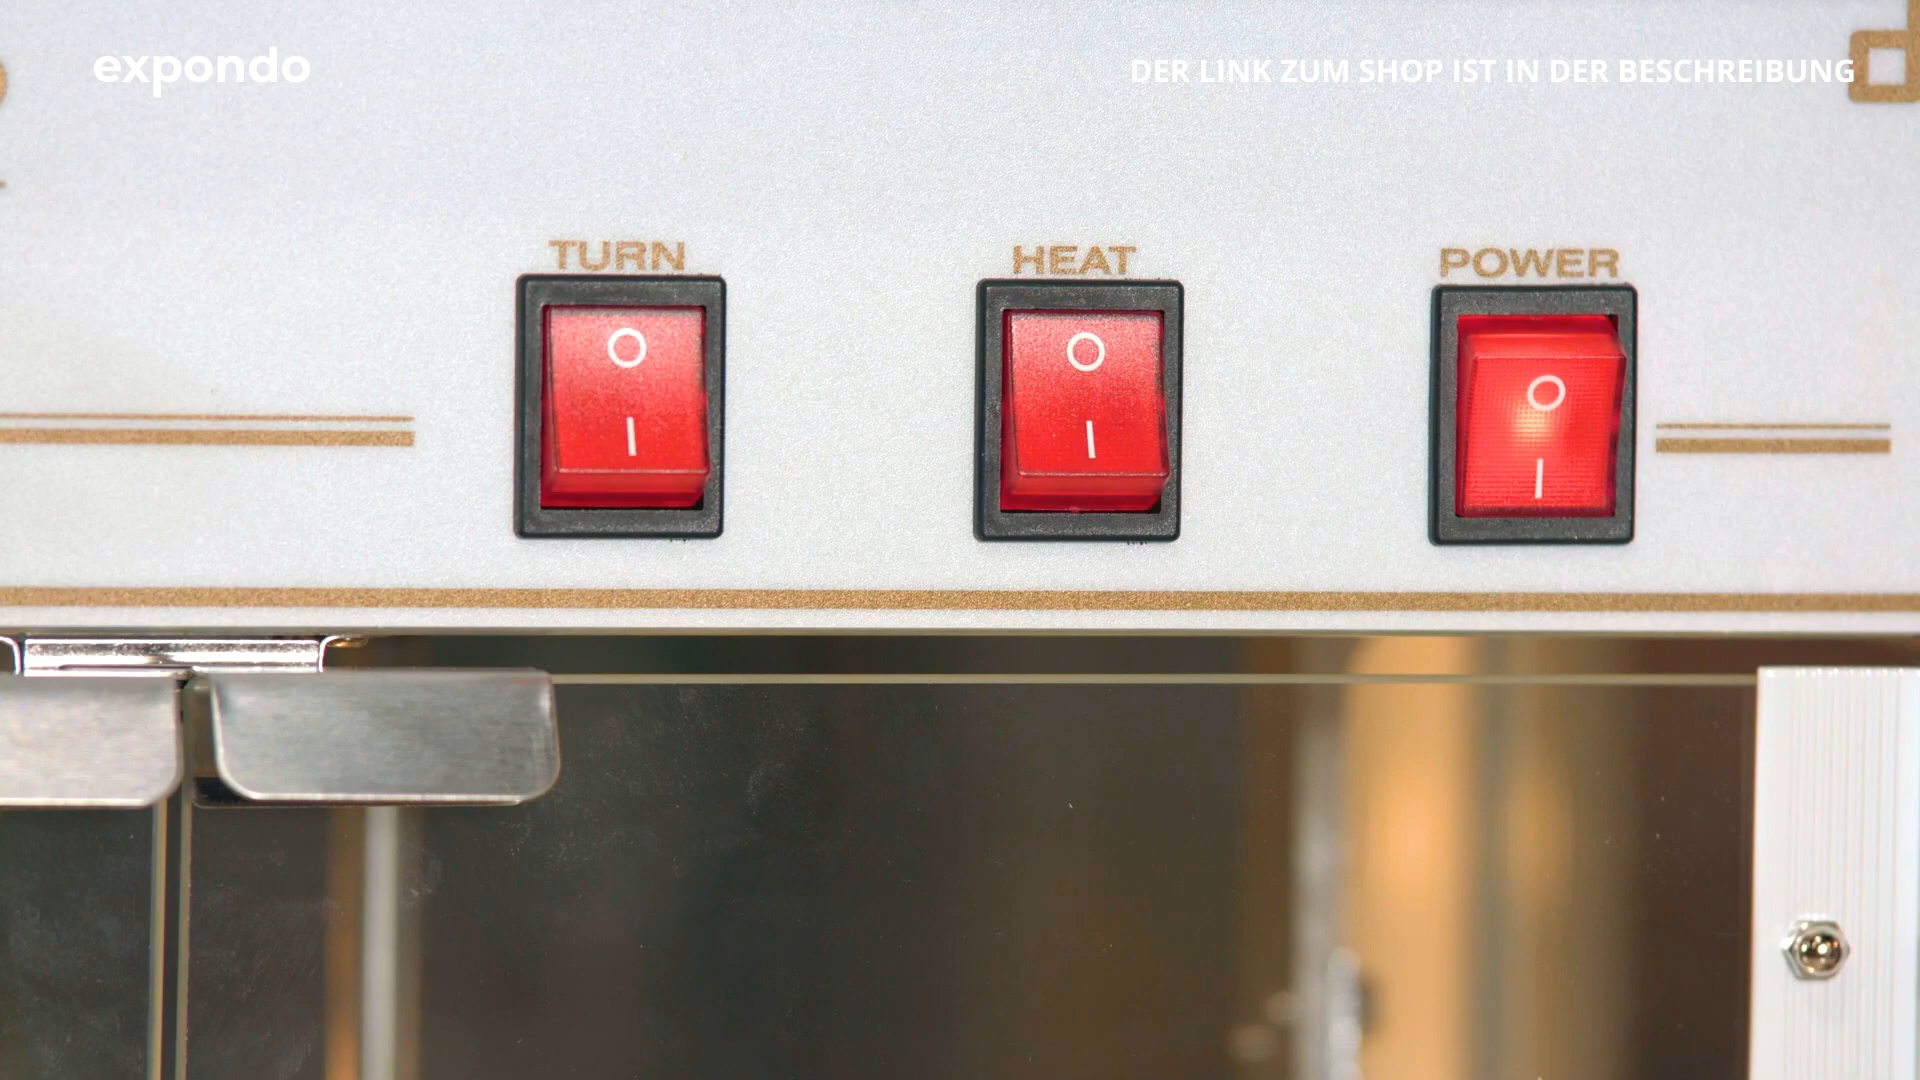 expondo
DER LINK ZUM SHOP IST IN DER BESCHREIBUNG
TURN
HEAT
POWER
O
O
O
I
I
I